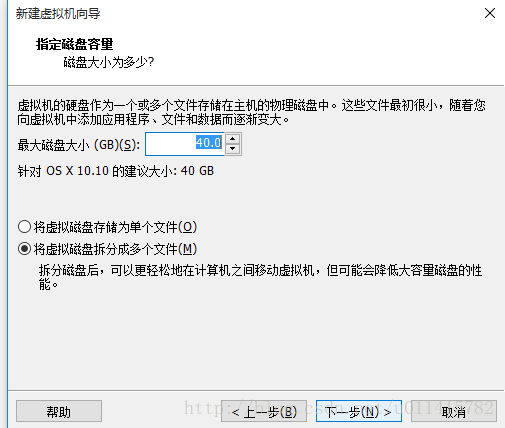 新建虚拟机向导
指定磁盘容量
磁盘大小为多少?
虚拟机的硬盘作为一个或多个文件存储在主机的物理磁盘中。这些文件最初很小，随着您
向虚拟机中添加应用程序、文件和数据而逐渐变大。
最大磁盘大小 (GB)(S): 40.0
针对 OS X 10.10 的建议大小: 40 GB
将虚拟磁盘存储为单个文件(O)
将虚拟磁盘拆分成多个文件(M)
拆分磁盘后，可以更轻松地在计算机之间移动虚拟机，但可能会降低大容量磁盘的性
能。
帮助 < 上一步(B) 下一步(N) > 取消